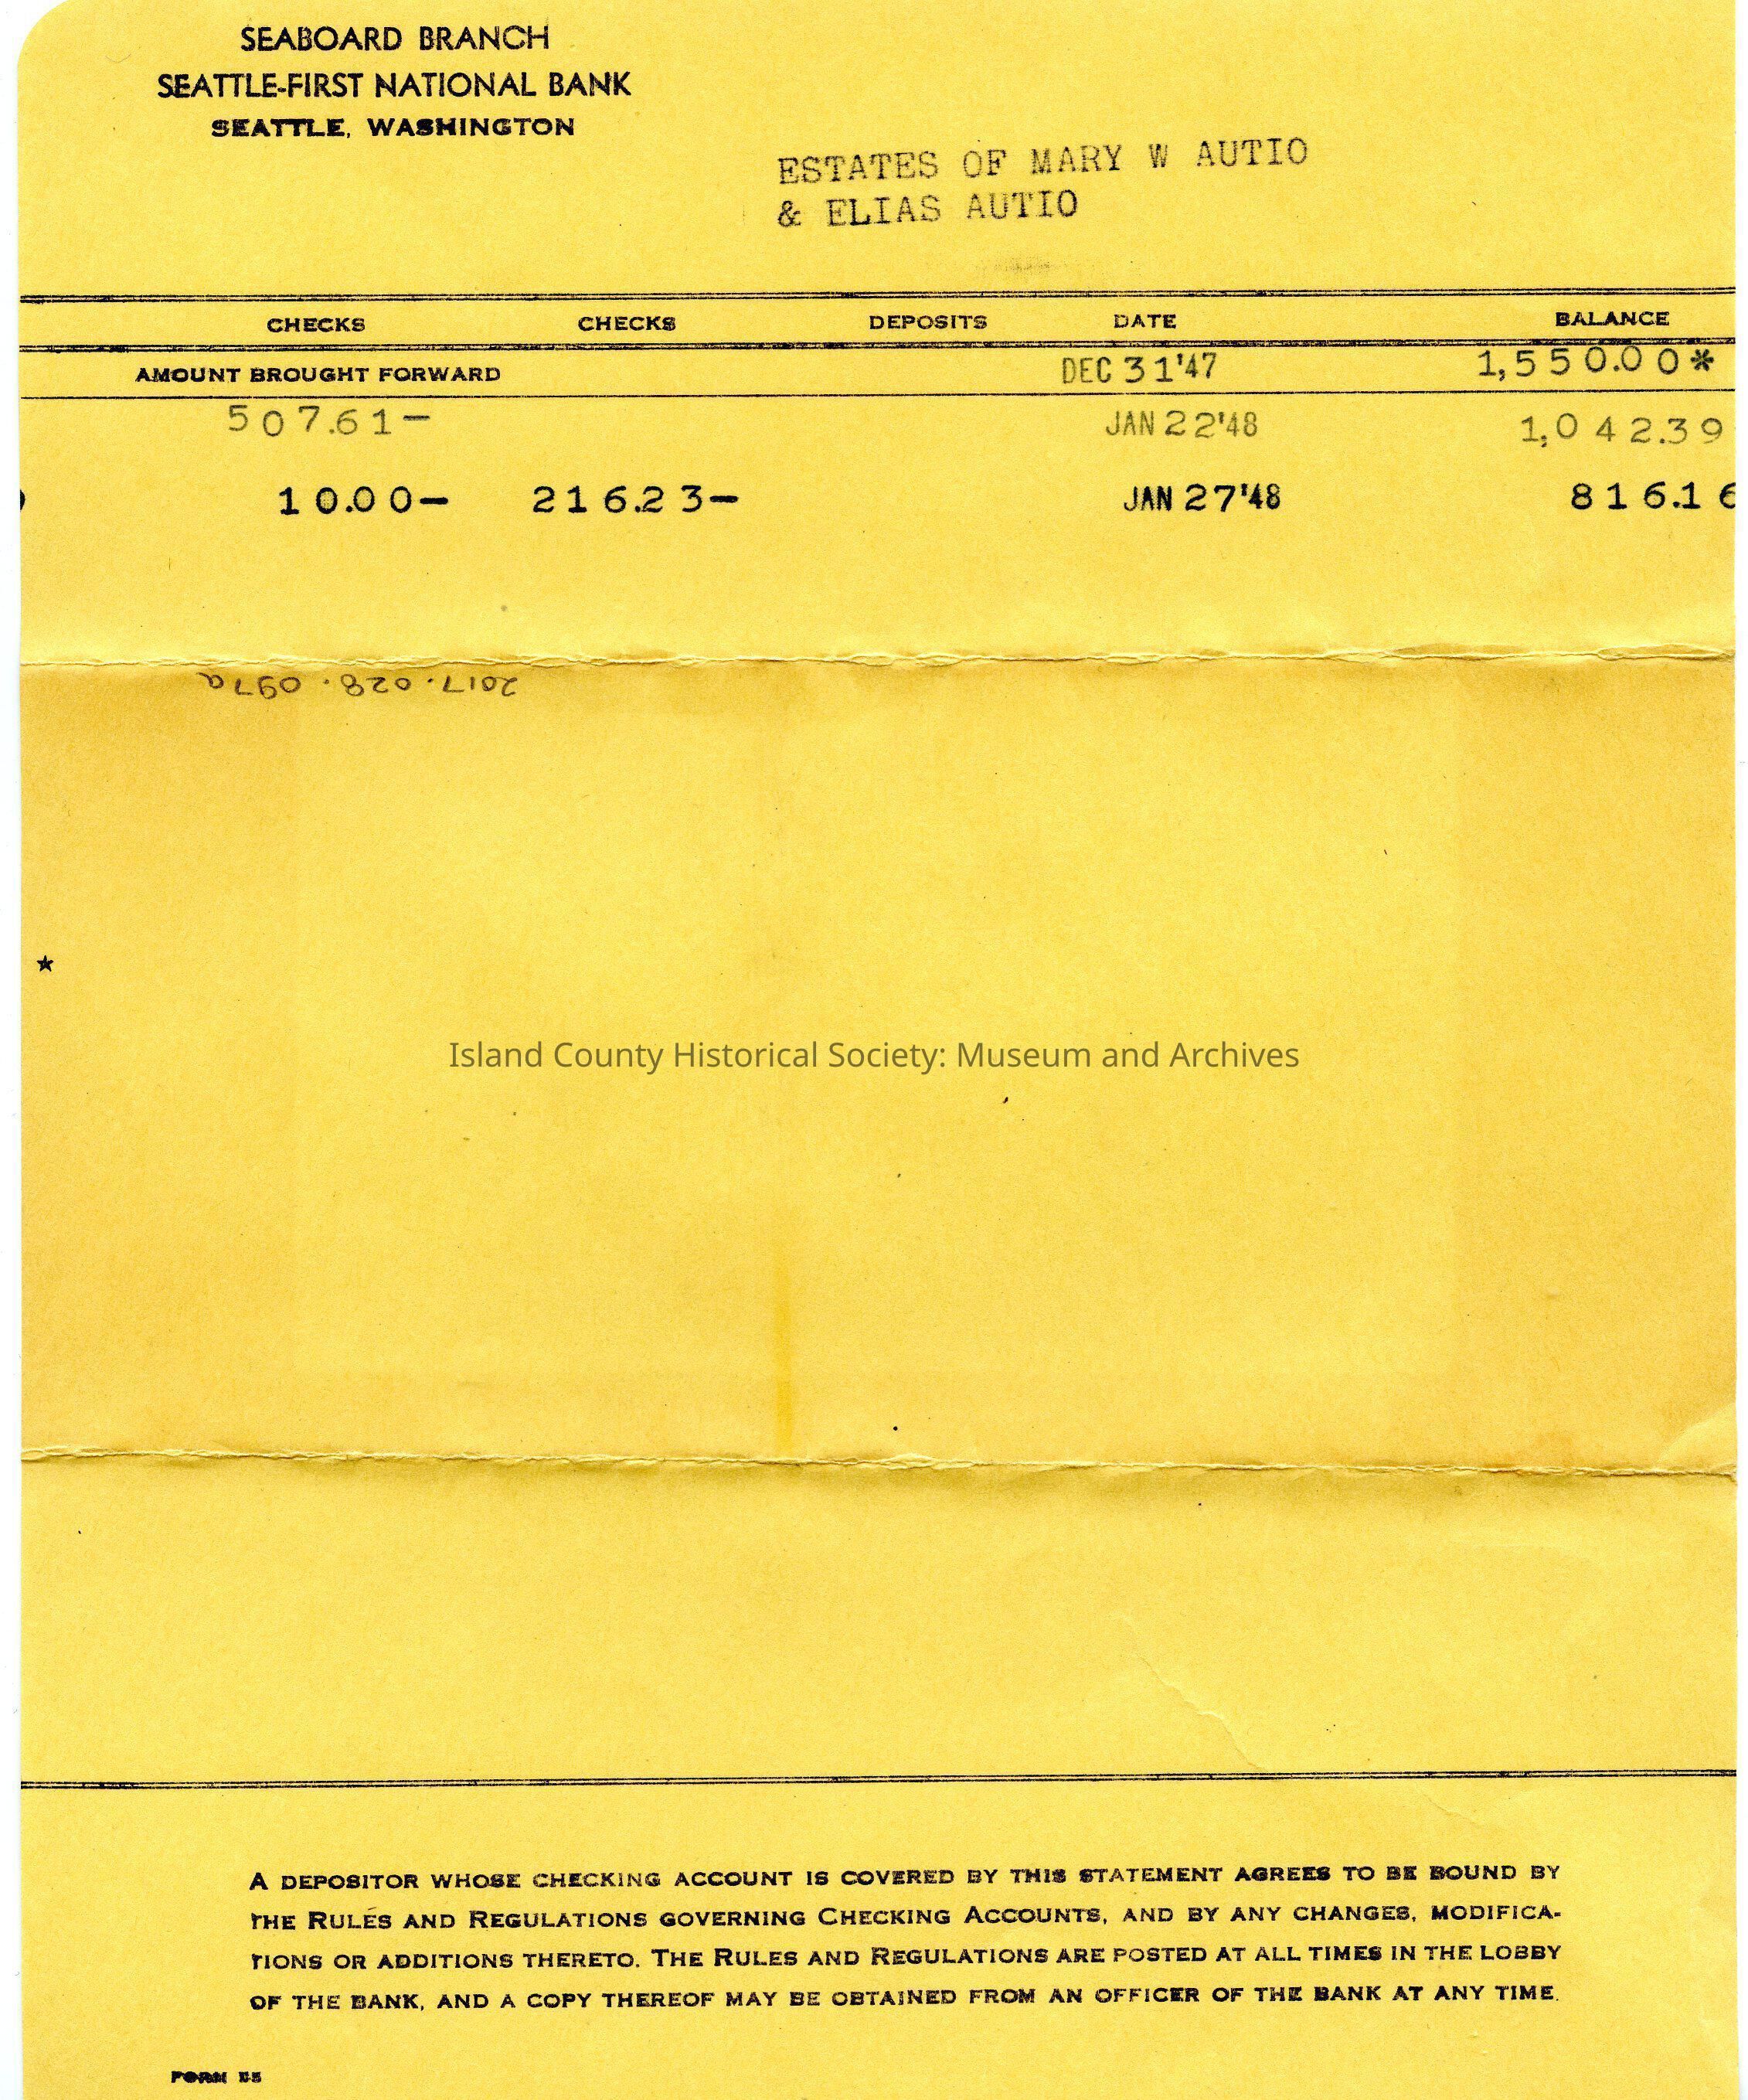 SEABOARD BRANCH
SEATTLE-FIRST NATIONAL BANK
SEATTLE, WASHINGTON
ESTATES OF MARY W AUTIO
& ELIAS AUTIO
CHECKS CHECKS DEPOSITS DATE BALANCE
AMOUNT BROUGHT FORWARD DEC 31'47 1,550.00*
507.61- JAN 22'48 1,042.39
10.00- 216.23- JAN 27'48 816.16
2017.028.097a
*
Island County Historical Society: Museum and Archives
A DEPOSITOR WHOSE CHECKING ACCOUNT IS COVERED BY THIS STATEMENT AGREES TO BE BOUND BY
THE RULES AND REGULATIONS GOVERNING CHECKING ACCOUNTS, AND BY ANY CHANGES, MODIFICA-
TIONS OR ADDITIONS THERETO. THE RULES AND REGULATIONS ARE POSTED AT ALL TIMES IN THE LOBBY
OF THE BANK, AND A COPY THEREOF MAY BE OBTAINED FROM AN OFFICER OF THE BANK AT ANY TIME.
FORM